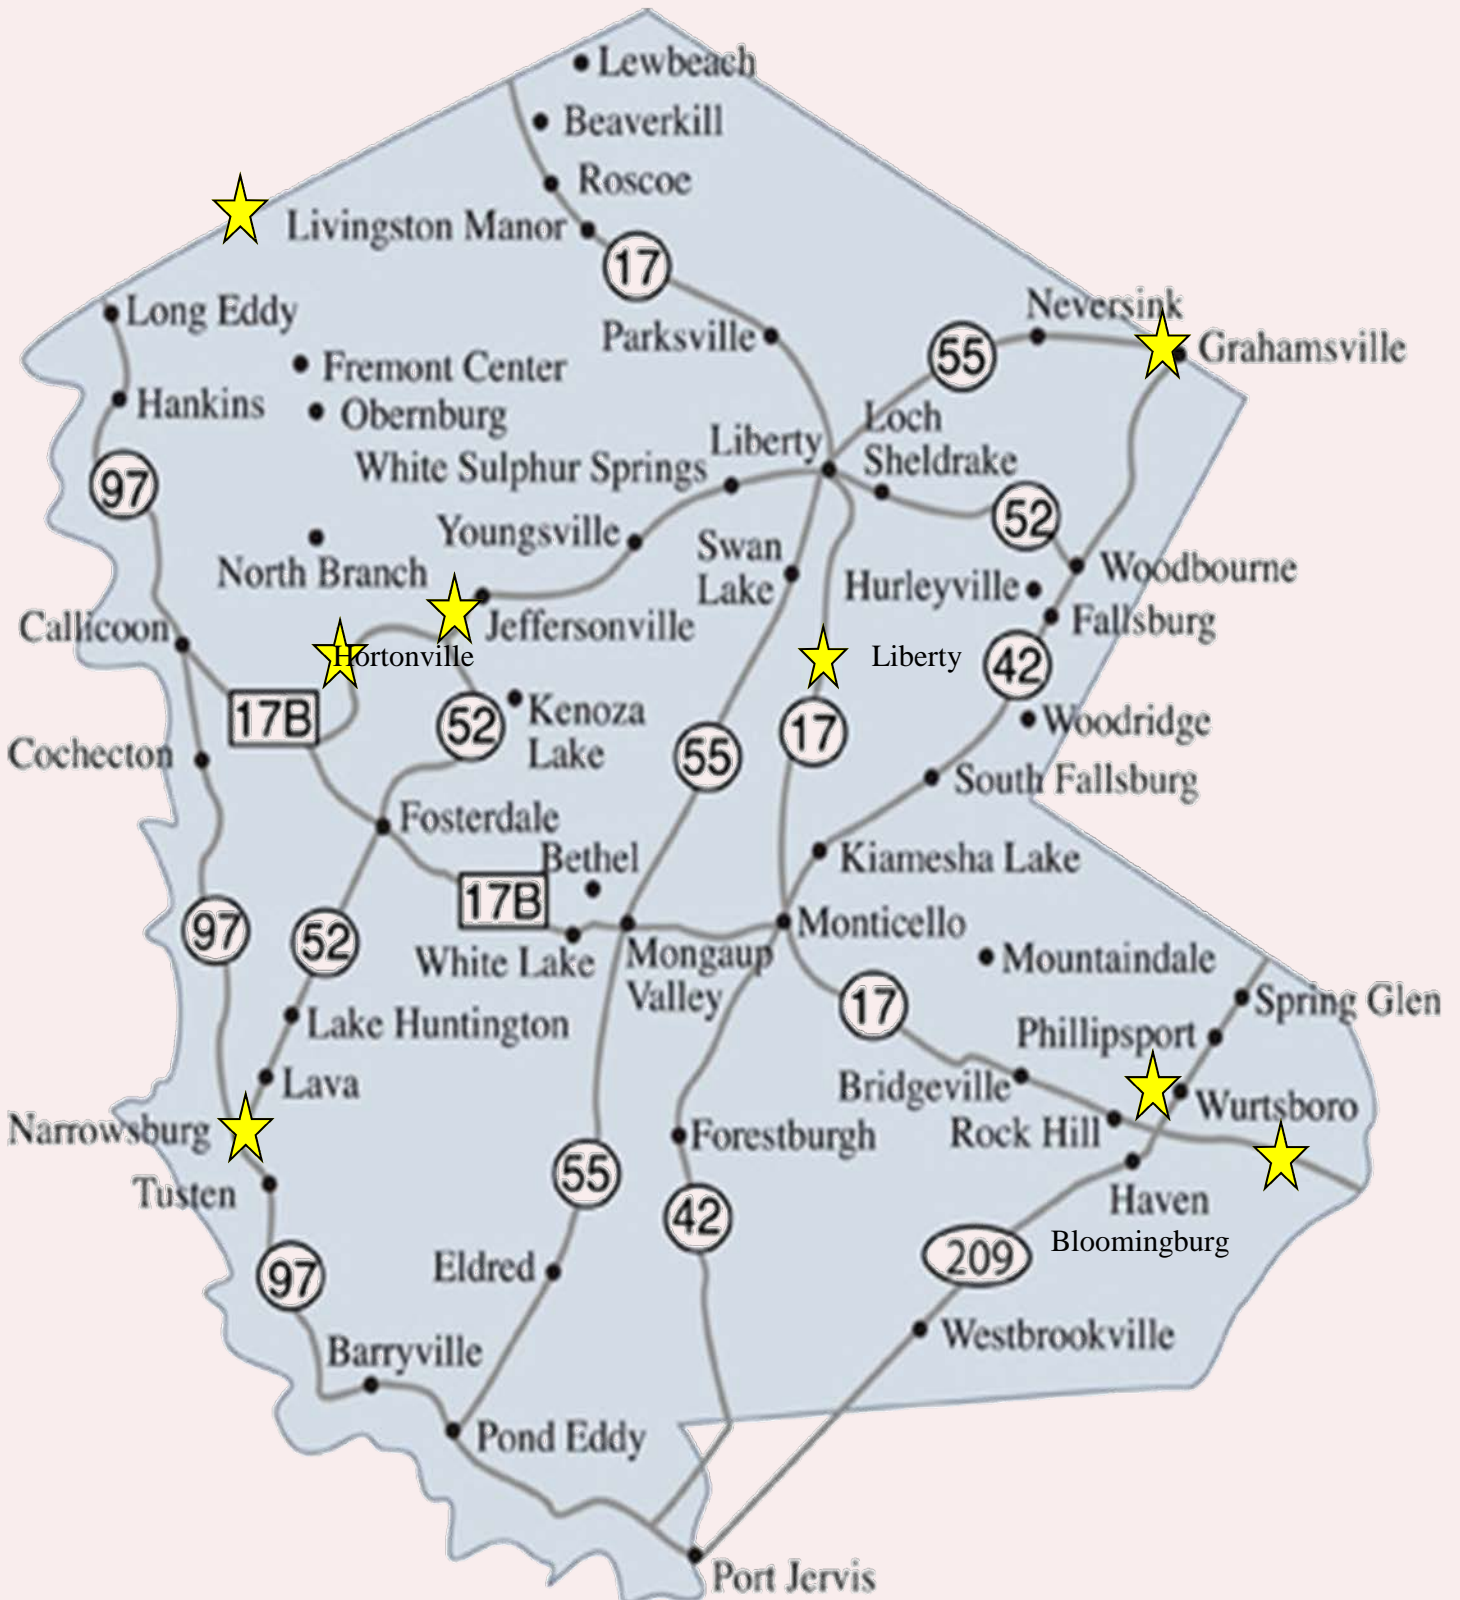 Lewbeach
Beaverkill
Roscoe
Livingston Manor
17
Long Eddy
Neversink
Parksville
55
Grahamsville
Fremont Center
Hankins
Obernburg
Loch
Sheldrake
Liberty
White Sulphur Springs
97
52
Youngsville
Swan
Lake
North Branch
Woodbourne
Hurleyville
Callicoon
Jeffersonville
Fallsburg
Hortonville
Liberty
42
17B
52
Kenoza
Lake
17
Woodridge
Cochecton
55
South Fallsburg
Fosterdale
Bethel
Kiamesha Lake
17B
97
52
Monticello
White Lake
Mongaup
Valley
Mountaindale
17
Spring Glen
Lake Huntington
Phillipsport
Lava
Bridgeville
Wurtsboro
Narrowsburg
Forestburgh
Rock Hill
55
Tusten
Haven
42
Bloomingburg
209
97
Eldred
Westbrookville
Barryville
Pond Eddy
Port Jervis